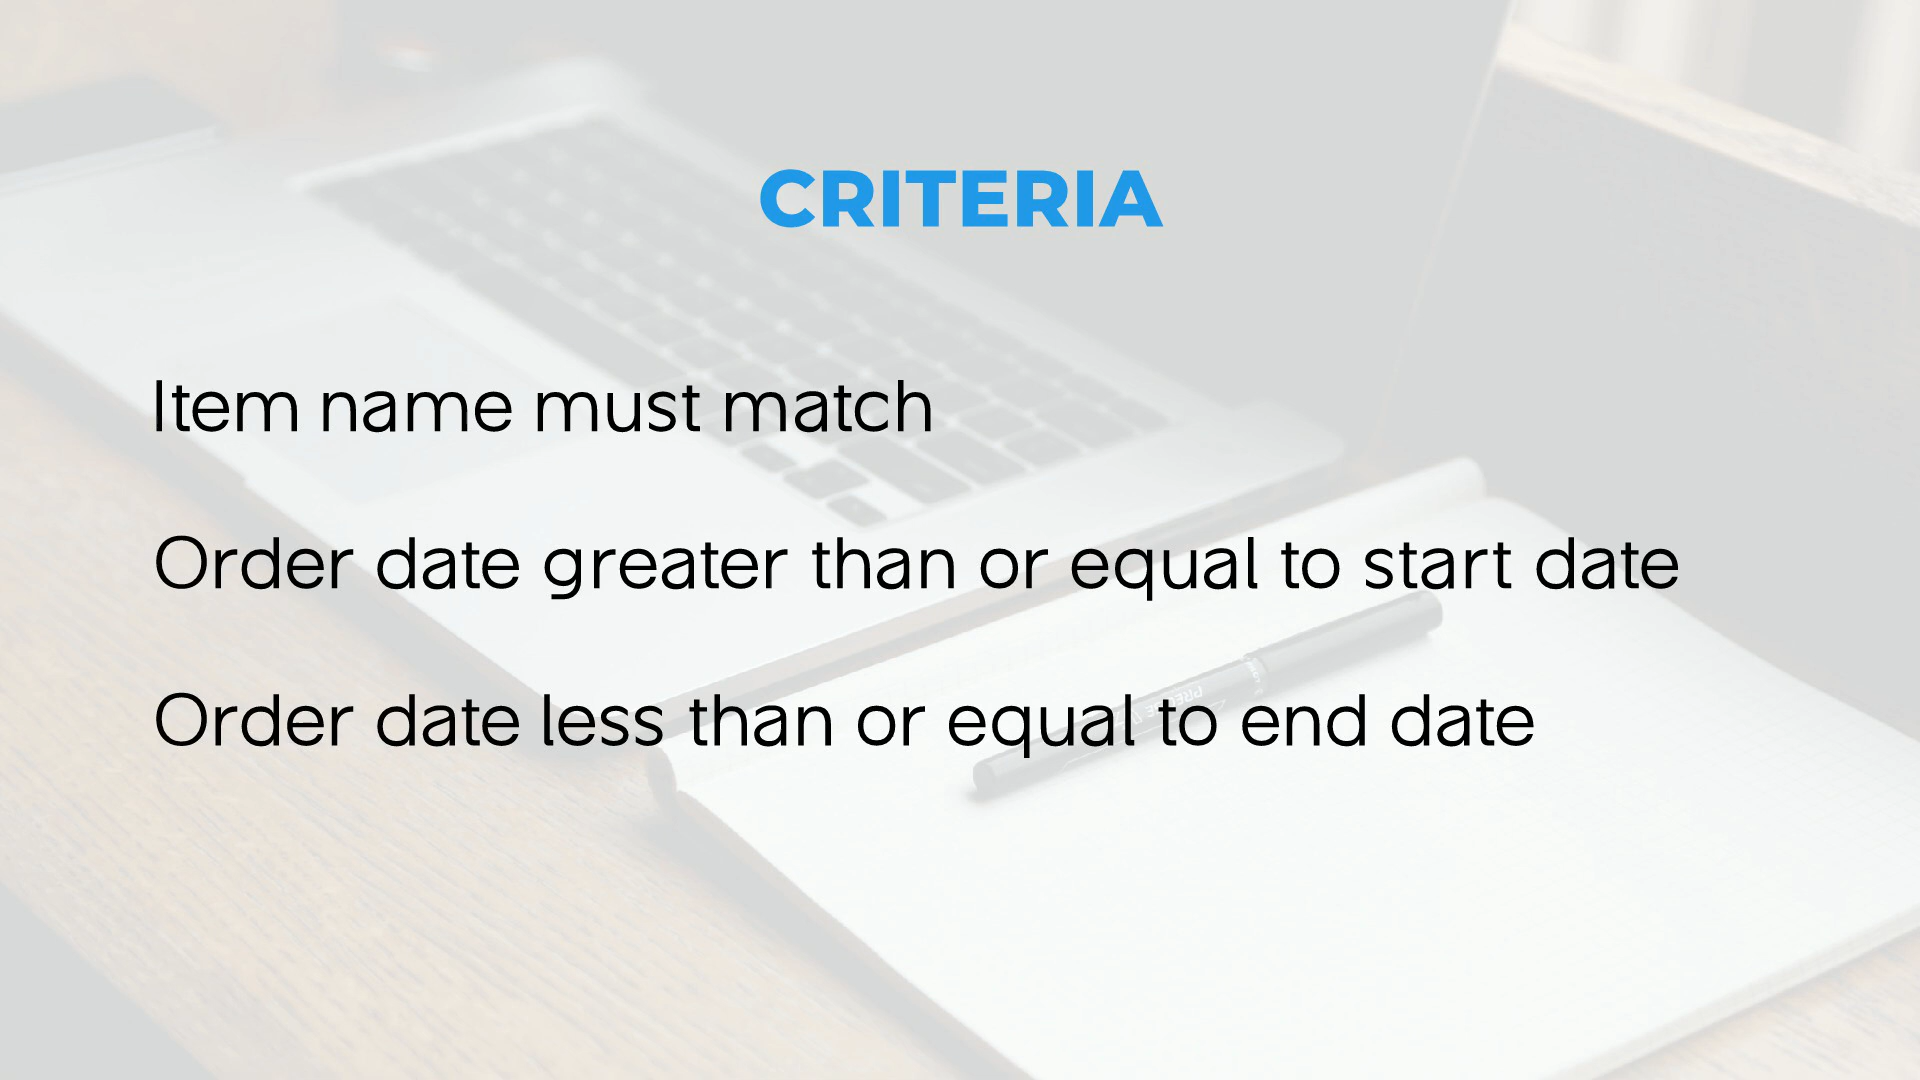 CRITERIA
Item name must match
Order date greater than or equal to start date
Order date less than or equal to end date